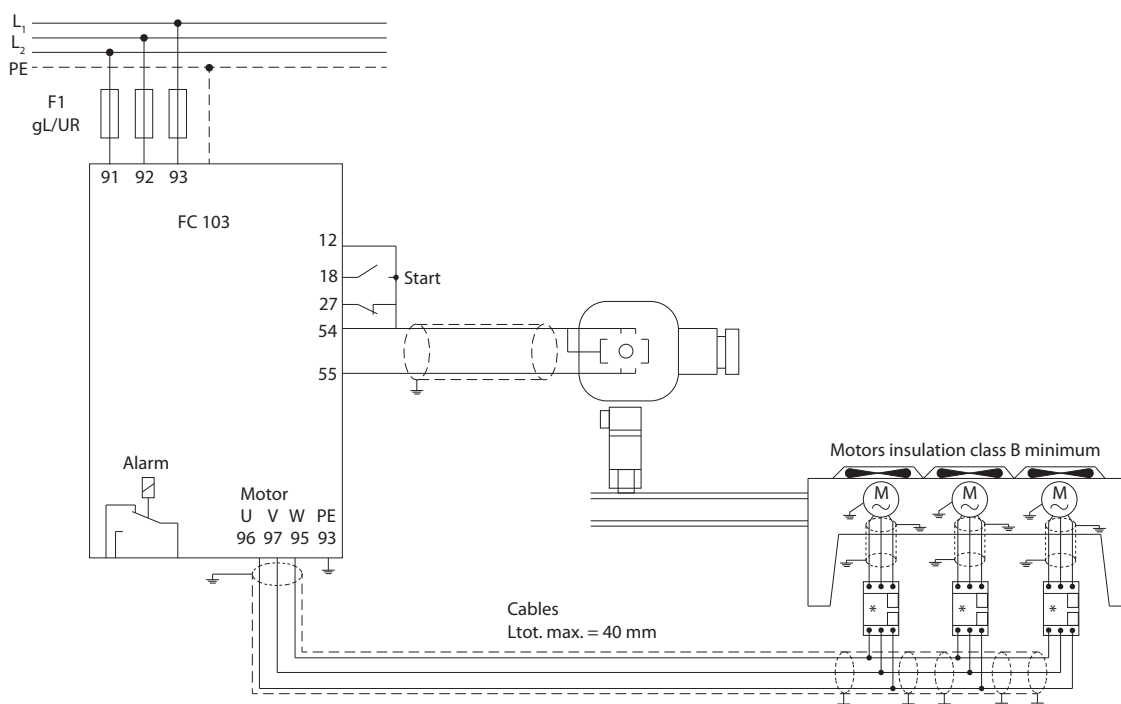 L1
L2
PE
F1
gL/UR
91 92 93
FC 103
12
18 Start
27
54
55
Motors insulation class B minimum
M M M
Alarm
Motor
U V W PE
96 97 95 93
* * *
Cables
Ltot. max. = 40 mm